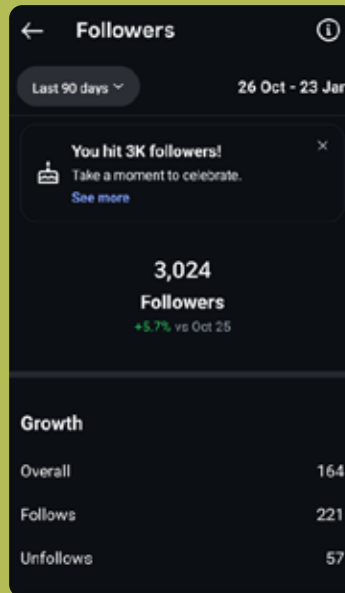 Followers
Last 90 days
26 Oct - 23 Jan
You hit 3K followers!
Take a moment to celebrate.
See more
3,024
Followers
+5.7% vs Oct 25
Growth
Overall 164
Follows 221
Unfollows 57